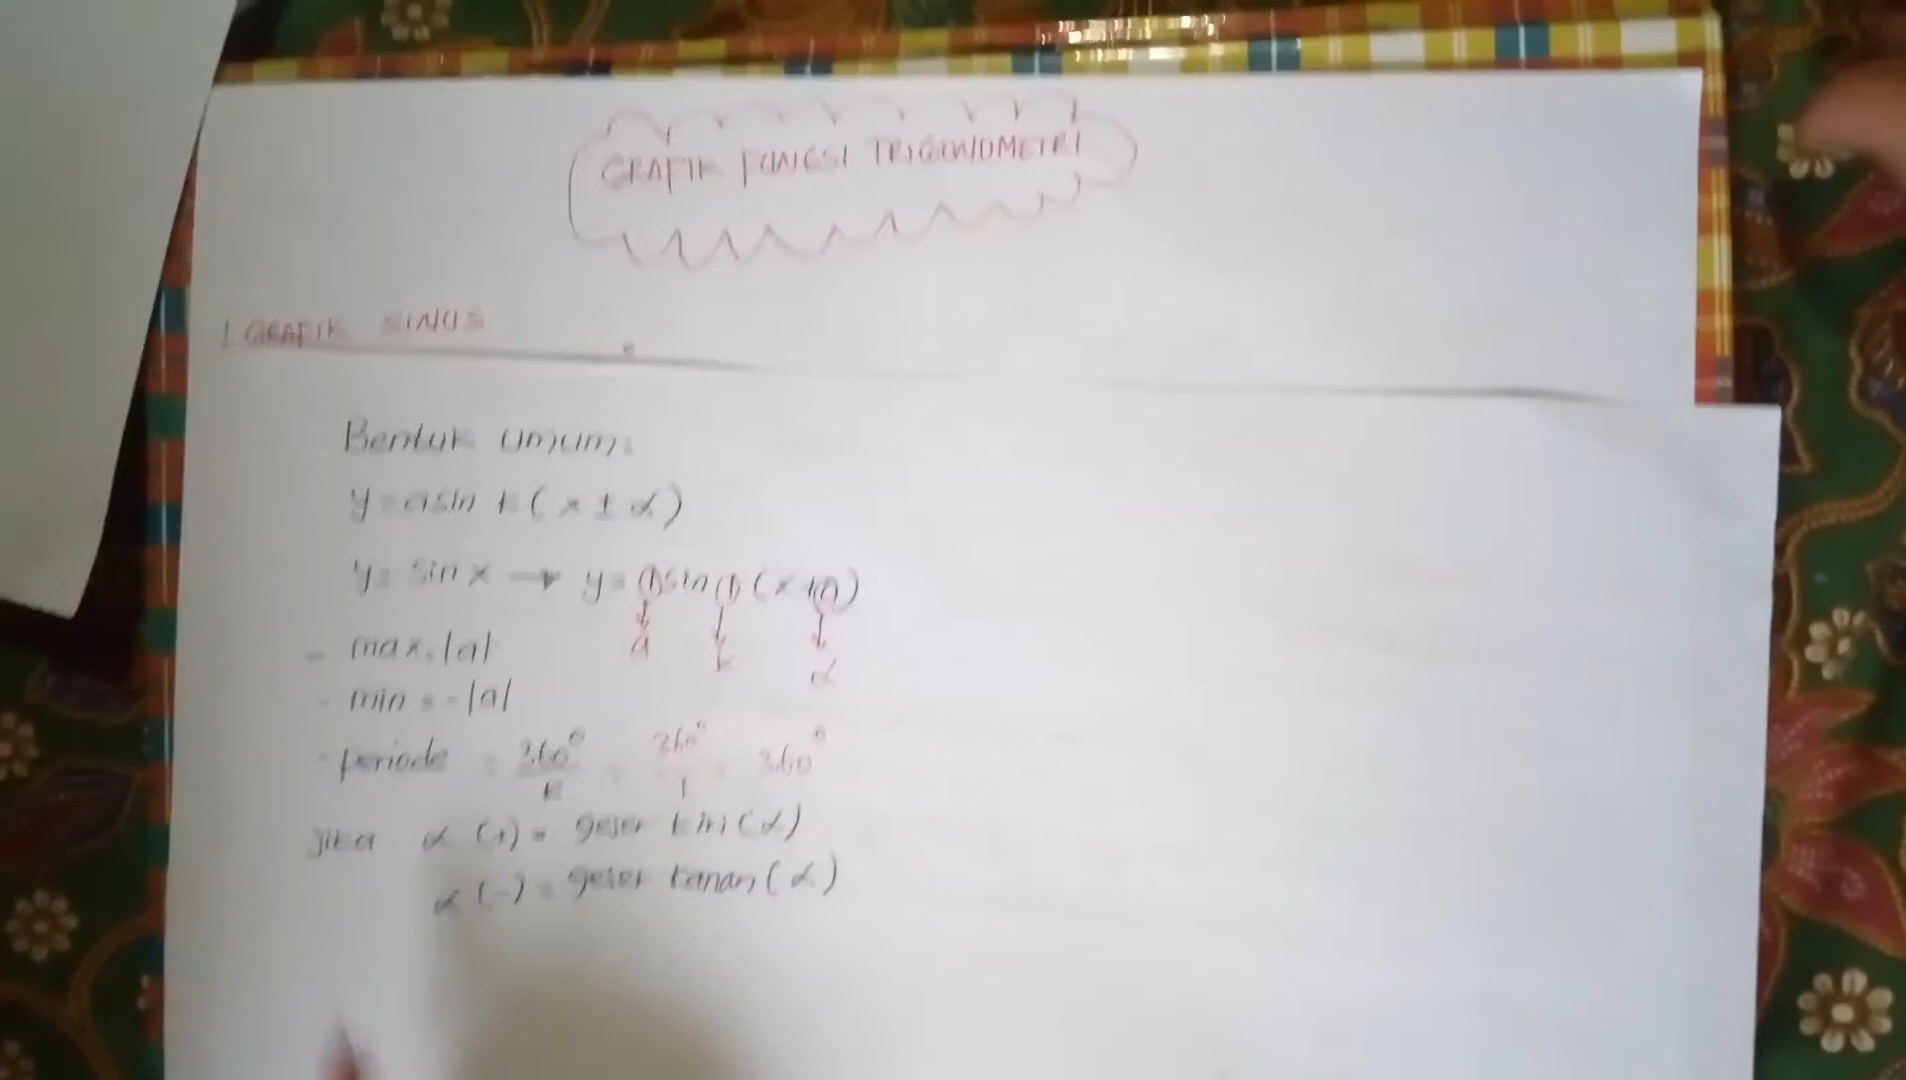 GRAFIK FUNGSI TRIGONOMETRI
1. GRAFIK SINUS
Bentuk umum:
y = a sin k ( x ± α )
y = sin x → y = (1) sin (1) ( x +(0) )
a k α
- max = |a|
- min = -|a|
- periode = 360°/k = 360°/1 = 360°
Jika α (+) = geser kiri (α)
α (-) = geser kanan (α)